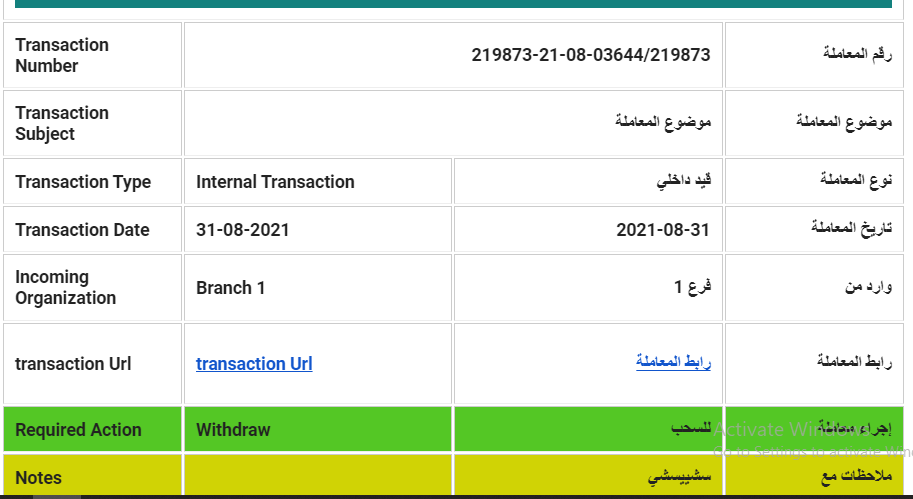 Transaction Number
219873-21-08-03644/219873
رقم المعاملة
Transaction Subject
موضوع المعاملة
موضوع المعاملة
Transaction Type
Internal Transaction
قيد داخلي
نوع المعاملة
Transaction Date
31-08-2021
2021-08-31
تاريخ المعاملة
Incoming Organization
Branch 1
فرع 1
وارد من
transaction Url
transaction Url
رابط المعاملة
رابط المعاملة
Required Action
Withdraw
للسحب
إجراء معاملة
Activate Windows
Go to Settings to activate Win
Notes
سشييسشي
ملاحظات مع